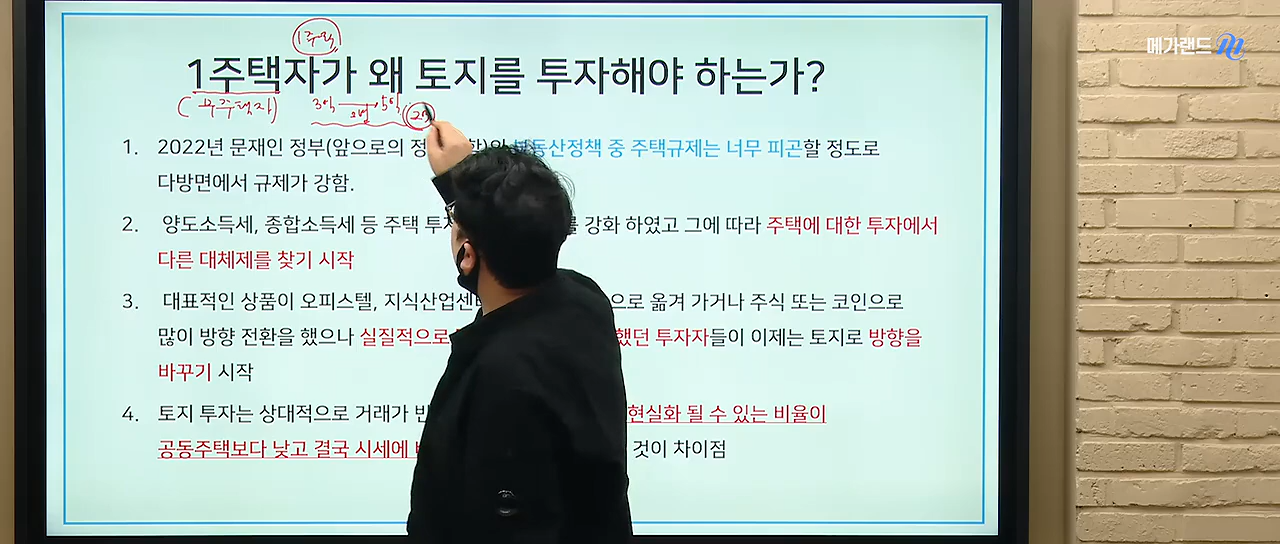 메가랜드
1주택
1주택자가 왜 토지를 투자해야 하는가?
(무주택자) 3억 5억
1. 2022년 문재인 정부(앞으로의 부동산정책 중 주택규제는 너무 피곤할 정도로
다방면에서 규제가 강함.
2. 양도소득세, 종합소득세 등 주택 강화 하였고 그에 따라 주택에 대한 투자에서
다른 대체제를 찾기 시작
3. 대표적인 상품이 오피스텔, 지식산업센 으로 옮겨 가거나 주식 또는 코인으로
많이 방향 전환을 했으나 실질적으로 했던 투자자들이 이제는 토지로 방향을
바꾸기 시작
4. 토지 투자는 상대적으로 거래가 현실화 될 수 있는 비율이
공동주택보다 낮고 결국 시세에 것이 차이점